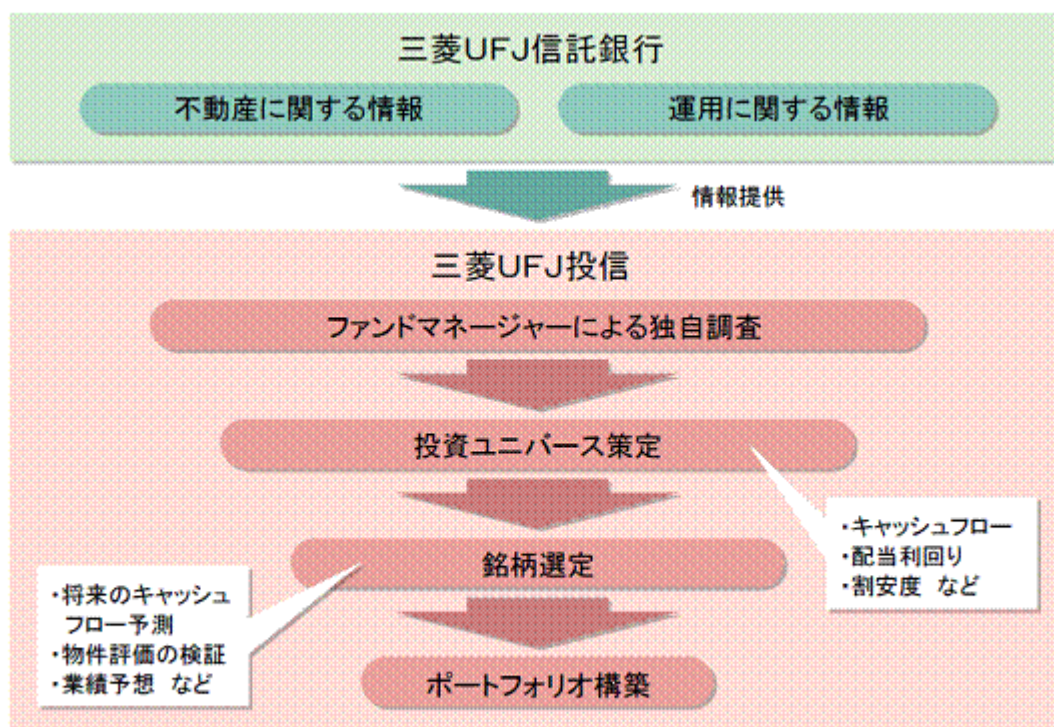 三菱UFJ信託銀行
不動産に関する情報
運用に関する情報
情報提供
三菱UFJ投信
ファンドマネージャーによる独自調査
投資ユニバース策定
・キャッシュフロー
・配当利回り
・割安度 など
銘柄選定
・将来のキャッシュ
フロー予測
・物件評価の検証
・業績予想 など
ポートフォリオ構築